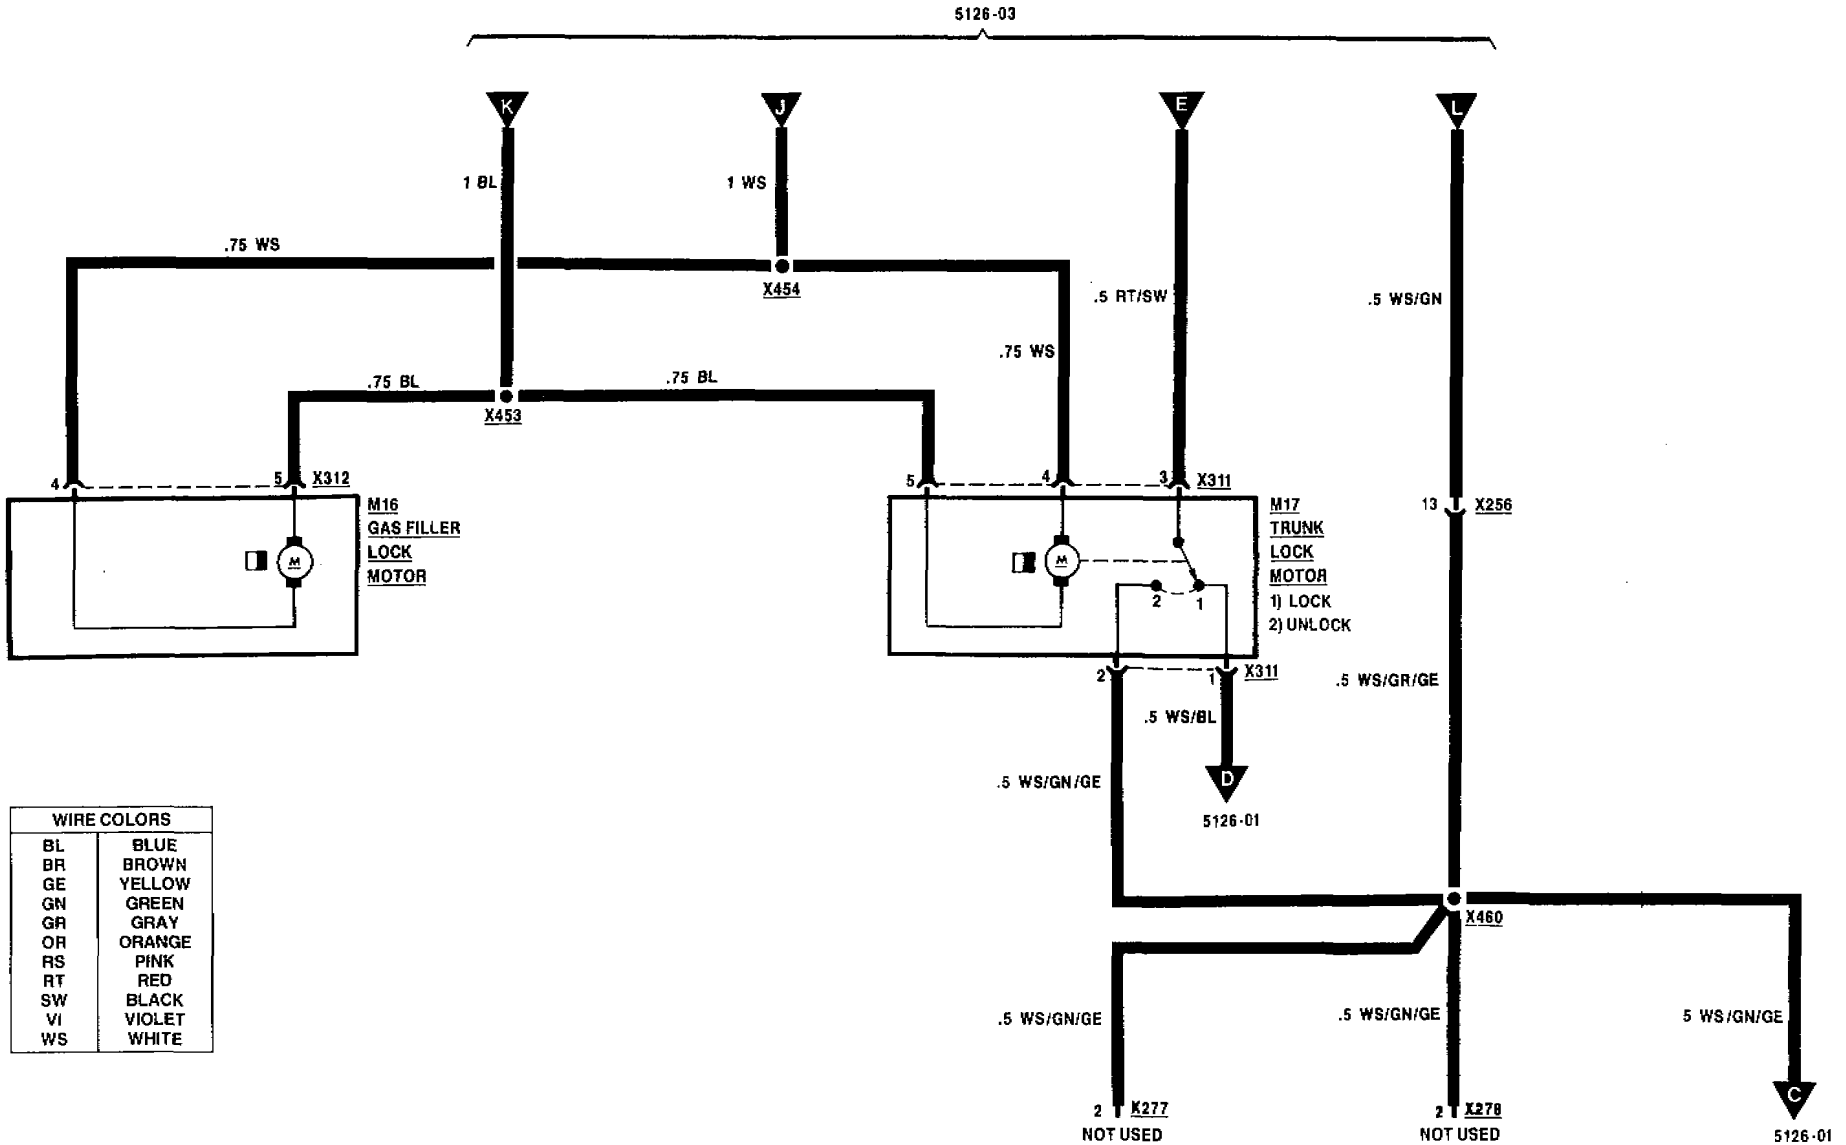 5126-03
K
J
E
L
1 BL
1 WS
.75 WS
X454
.5 RT/SW
.5 WS/GN
.75 WS
.75 BL
.75 BL
X453
4
5
X312
5
4
3
X311
M16
GAS FILLER
LOCK
MOTOR
M
M17
TRUNK
LOCK
MOTOR
1) LOCK
2) UNLOCK
M
2
1
13
X256
2
1
X311
.5 WS/GR/GE
.5 WS/BL
D
5126-01
.5 WS/GN/GE
WIRE COLORS
BL BLUE
BR BROWN
GE YELLOW
GN GREEN
GR GRAY
OR ORANGE
RS PINK
RT RED
SW BLACK
VI VIOLET
WS WHITE
X460
.5 WS/GN/GE
.5 WS/GN/GE
5 WS/GN/GE
2
X277
NOT USED
2
X278
NOT USED
C
5126-01